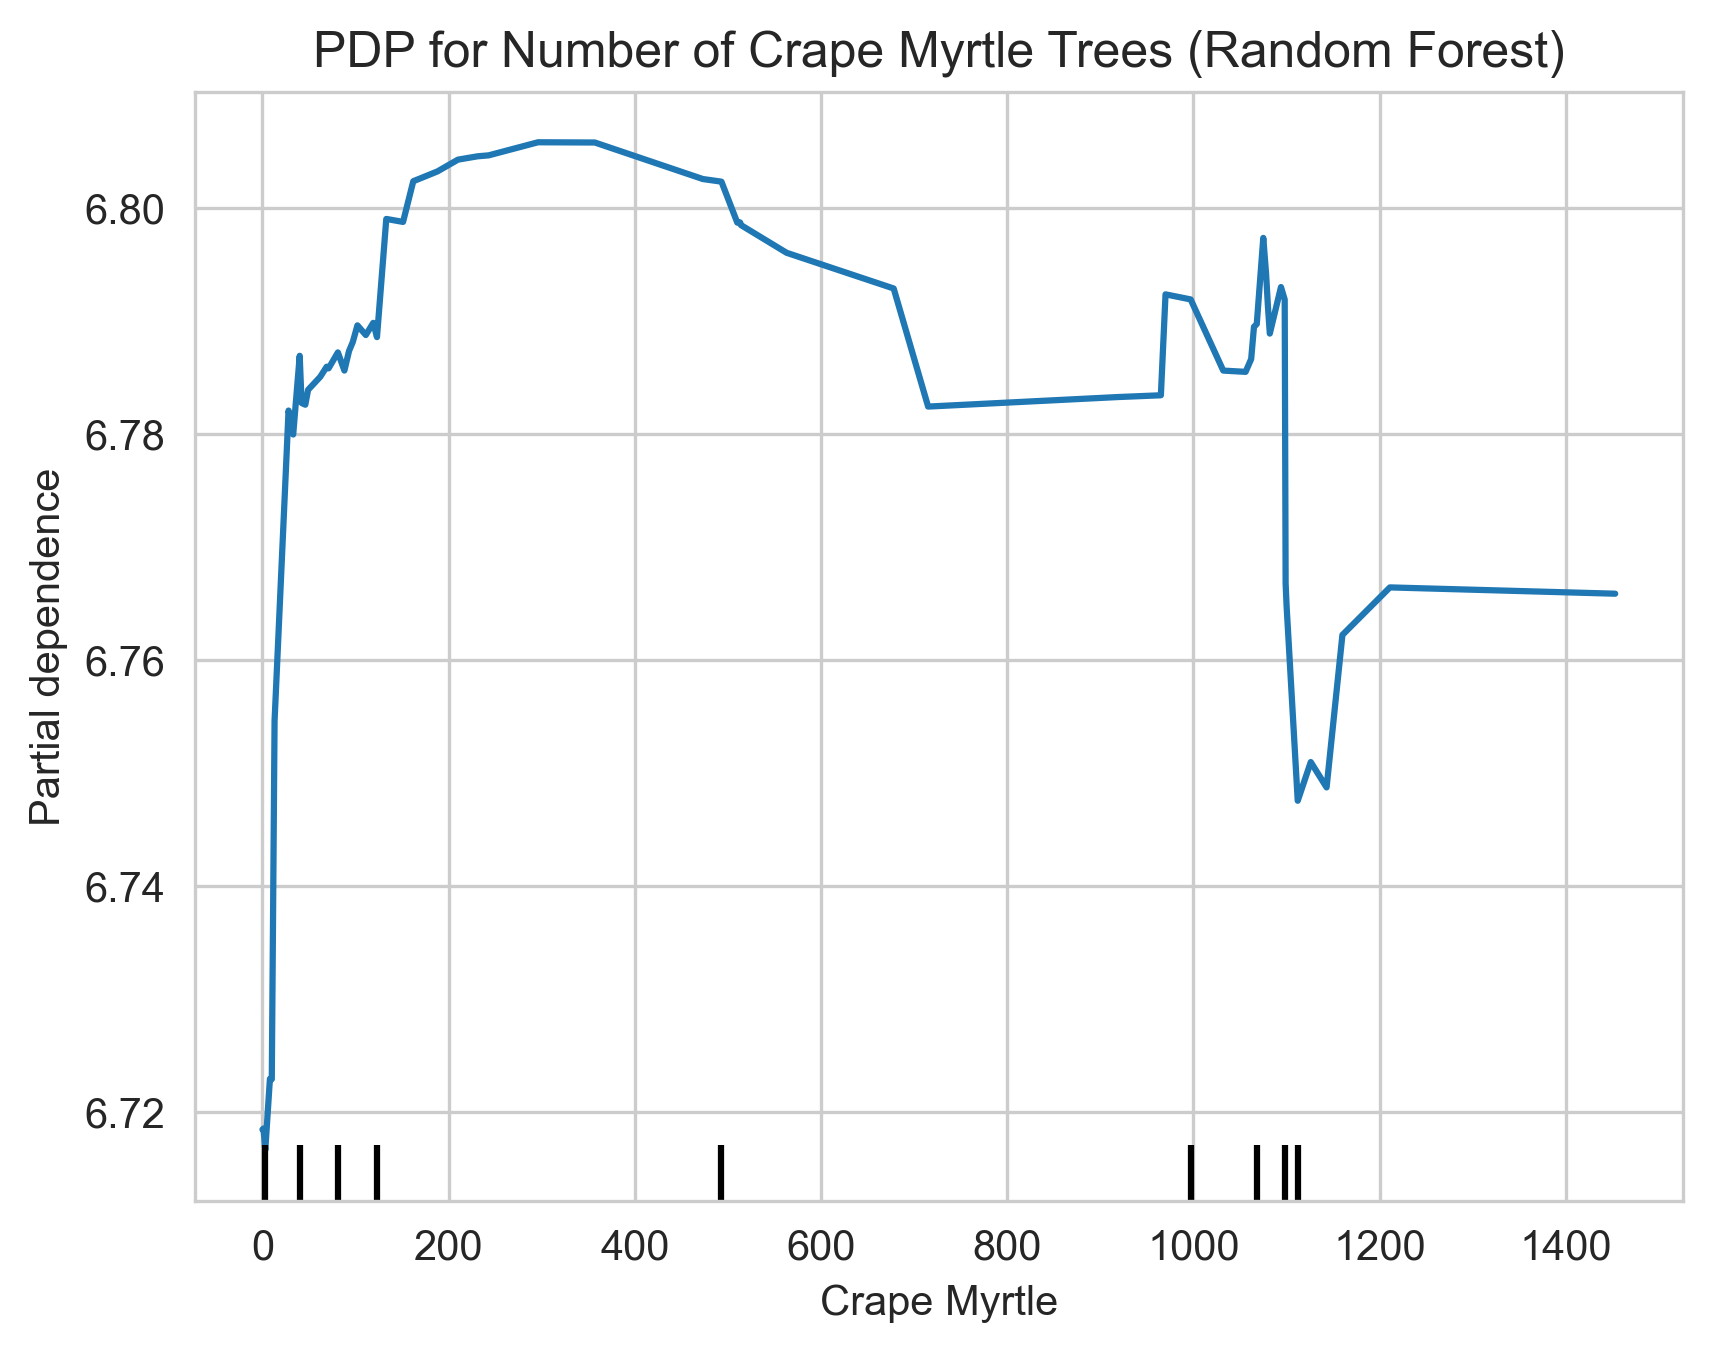 PDP for Number of Crape Myrtle Trees (Random Forest)
6.80
6.78
6.76
6.74
6.72
Partial dependence
0 200 400 600 800 1000 1200 1400
Crape Myrtle